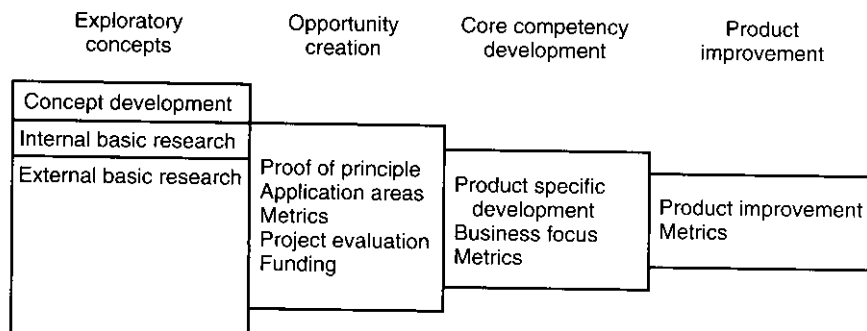 Exploratory
concepts
Opportunity
creation
Core competency
development
Product
improvement
Concept development
Internal basic research
External basic research
Proof of principle
Application areas
Metrics
Project evaluation
Funding
Product specific
development
Business focus
Metrics
Product improvement
Metrics